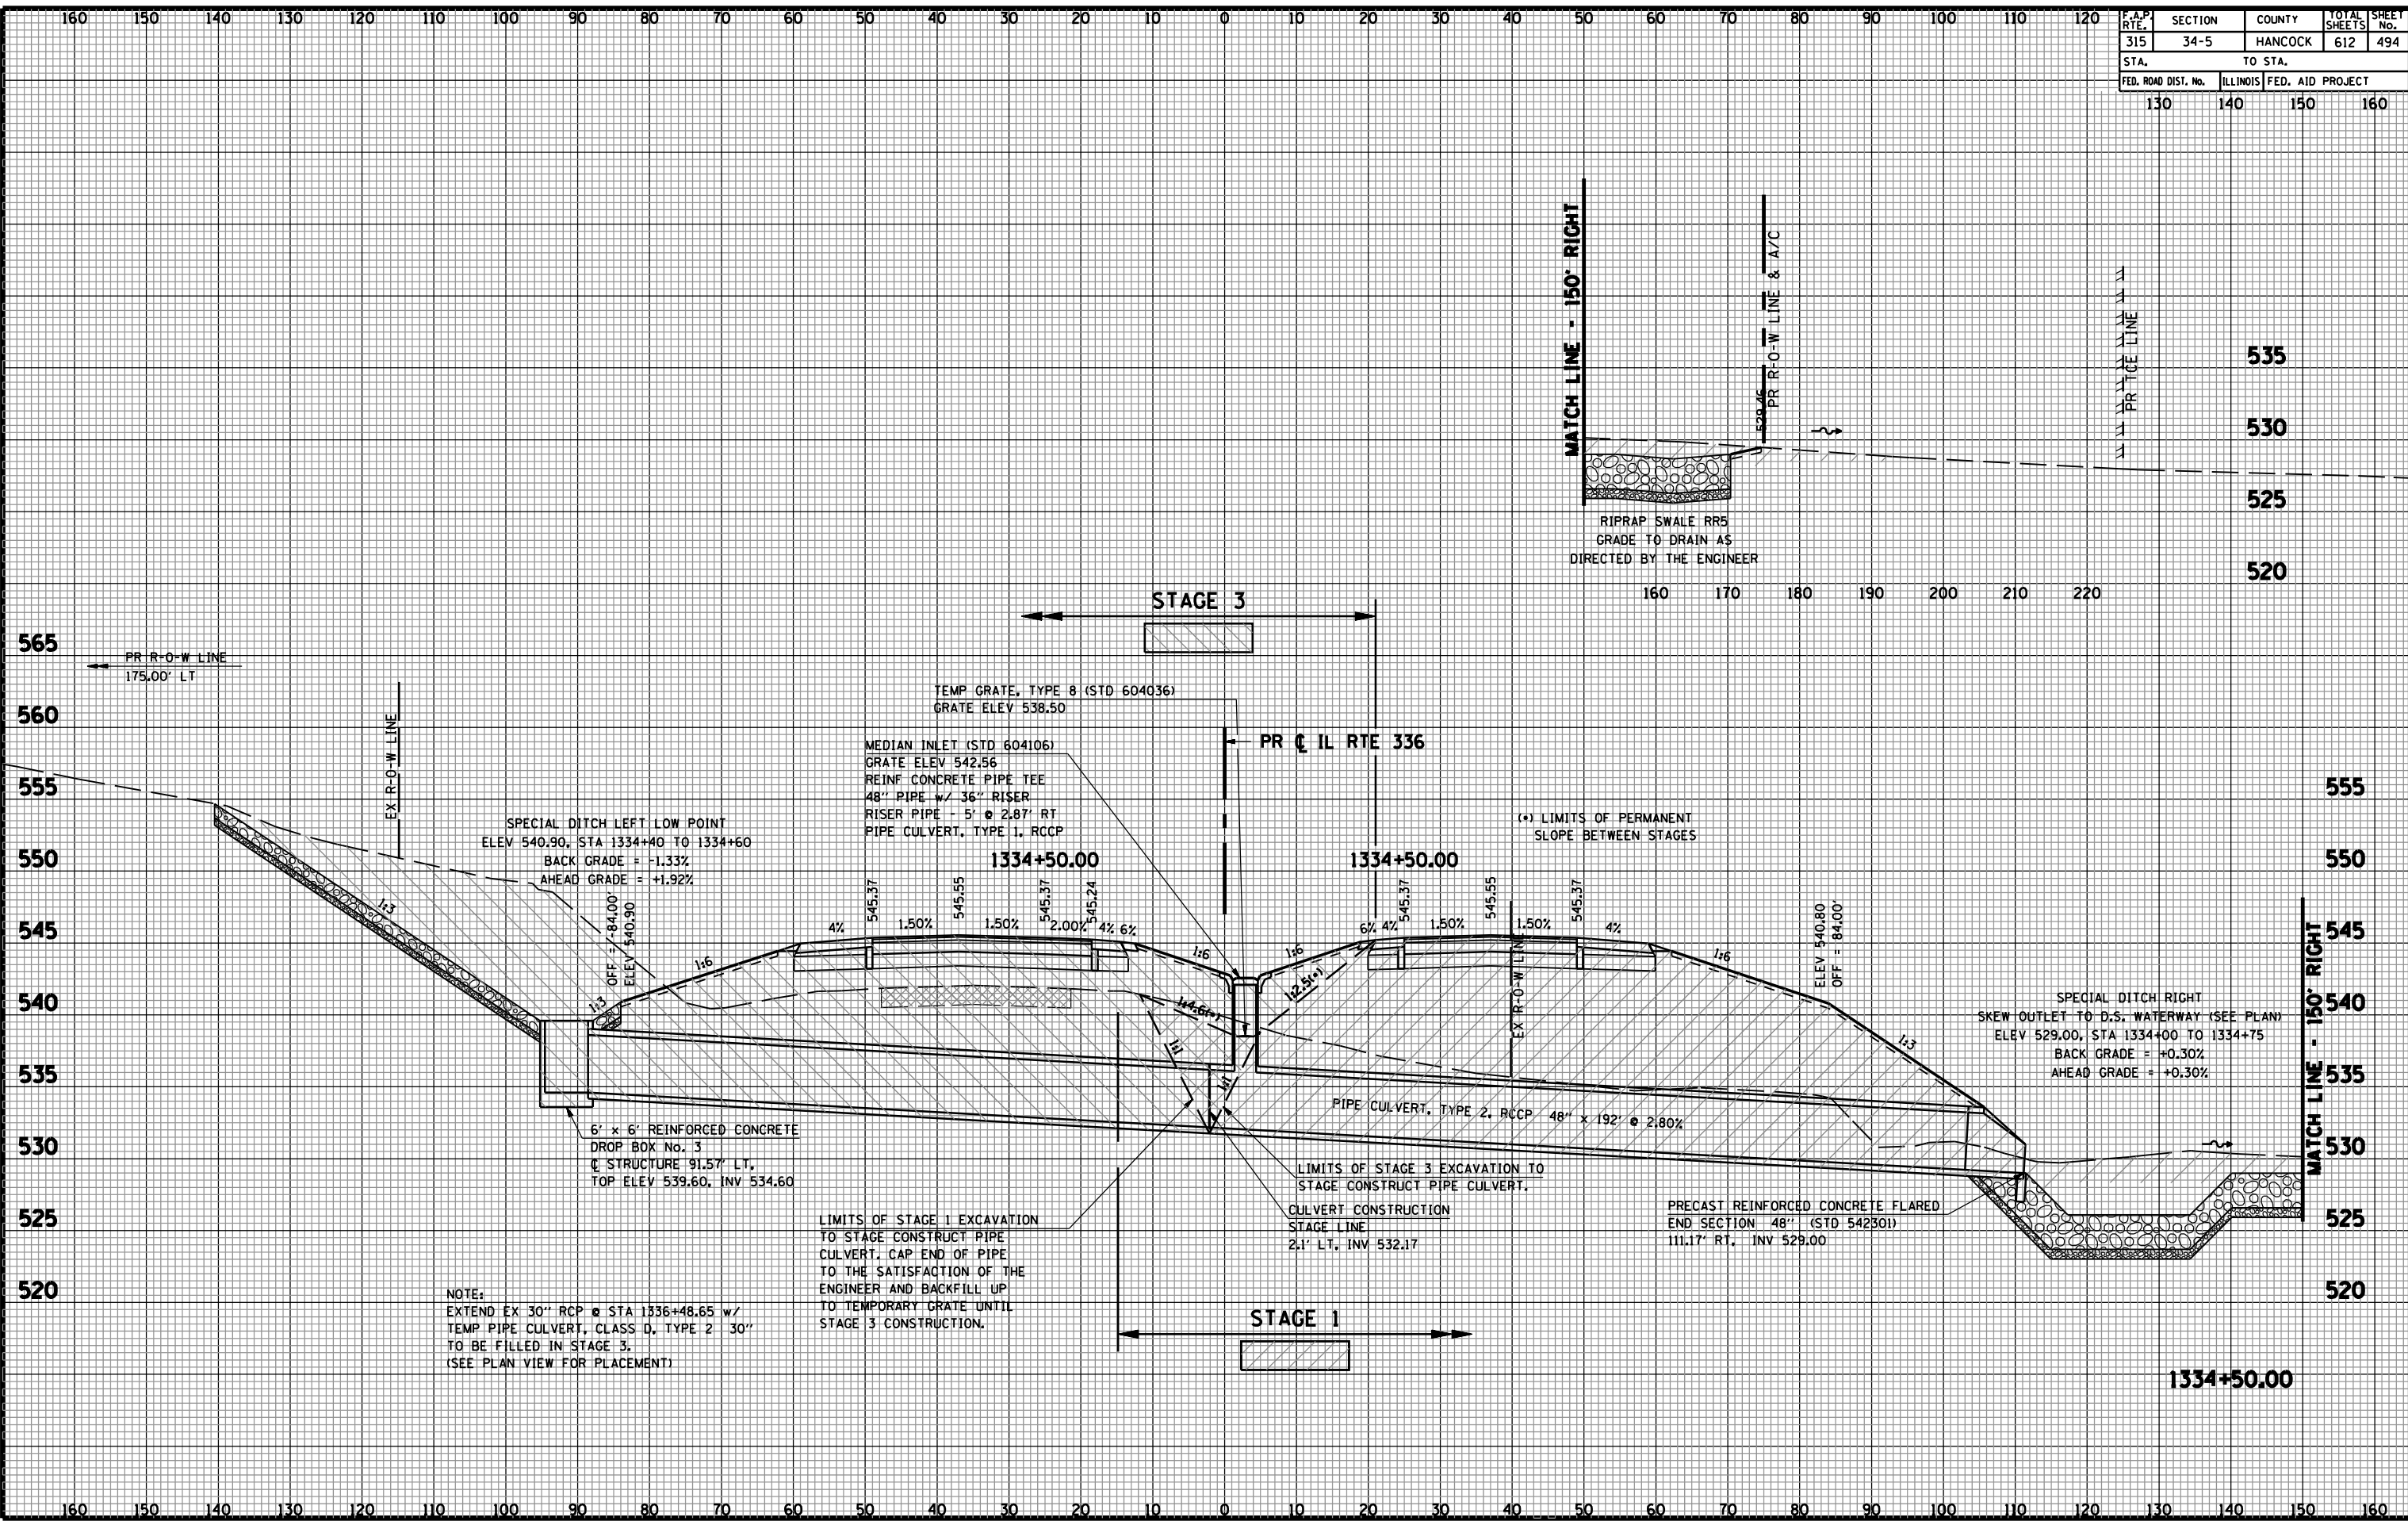 160 150 140 130 120 110 100 90 80 70 60 50 40 30 20 10 0 10 20 30 40 50 60 70 80 90 100 110 120
F.A.P. RTE. SECTION COUNTY TOTAL SHEETS SHEET No.
315 34-5 HANCOCK 612 494
STA. TO STA.
FED. ROAD DIST. No. ILLINOIS FED. AID PROJECT
130 140 150 160
MATCH LINE - 150' RIGHT
PR R-O-W LINE & A/C
529.46
PR TCE LINE
535
530
525
520
RIPRAP SWALE RR5
GRADE TO DRAIN AS
DIRECTED BY THE ENGINEER
160 170 180 190 200 210 220
STAGE 3
565
560
555
550
545
540
535
530
525
520
PR R-O-W LINE
175.00' LT
EX R-O-W LINE
TEMP GRATE, TYPE 8 (STD 604036)
GRATE ELEV 538.50
MEDIAN INLET (STD 604106)
GRATE ELEV 542.56
REINF CONCRETE PIPE TEE
48'' PIPE w/ 36'' RISER
RISER PIPE - 5' @ 2.87' RT
PIPE CULVERT, TYPE 1, RCCP
PR ℄ IL RTE 336
SPECIAL DITCH LEFT LOW POINT
ELEV 540.90, STA 1334+40 TO 1334+60
BACK GRADE = -1.33%
AHEAD GRADE = +1.92%
OFF = -84.00'
ELEV 540.90
1334+50.00
1334+50.00
(*) LIMITS OF PERMANENT
SLOPE BETWEEN STAGES
545.37
545.55
545.37
545.24
545.37
545.55
545.37
4% 1.50% 1.50% 2.00% 4% 6%
6% 4% 1.50% 1.50% 4%
1:3
1:3
1:6
1:6
1:6
1:6
1:3
1:2.5(*)
1:4.6(*)
1:1
1:1
EX R-O-W LINE
ELEV 540.80
OFF = 84.00'
SPECIAL DITCH RIGHT
SKEW OUTLET TO D.S. WATERWAY (SEE PLAN)
ELEV 529.00, STA 1334+00 TO 1334+75
BACK GRADE = +0.30%
AHEAD GRADE = +0.30%
MATCH LINE - 150' RIGHT
555
550
545
540
535
530
525
520
PIPE CULVERT, TYPE 2, RCCP 48'' x 192' @ 2.80%
6' x 6' REINFORCED CONCRETE
DROP BOX No. 3
℄ STRUCTURE 91.57' LT,
TOP ELEV 539.60, INV 534.60
LIMITS OF STAGE 3 EXCAVATION TO
STAGE CONSTRUCT PIPE CULVERT.
CULVERT CONSTRUCTION
STAGE LINE
2.1' LT, INV 532.17
LIMITS OF STAGE 1 EXCAVATION
TO STAGE CONSTRUCT PIPE
CULVERT. CAP END OF PIPE
TO THE SATISFACTION OF THE
ENGINEER AND BACKFILL UP
TO TEMPORARY GRATE UNTIL
STAGE 3 CONSTRUCTION.
PRECAST REINFORCED CONCRETE FLARED
END SECTION 48'' (STD 542301)
111.17' RT, INV 529.00
NOTE:
EXTEND EX 30'' RCP @ STA 1336+48.65 w/
TEMP PIPE CULVERT, CLASS D, TYPE 2 30''
TO BE FILLED IN STAGE 3.
(SEE PLAN VIEW FOR PLACEMENT)
STAGE 1
1334+50.00
160 150 140 130 120 110 100 90 80 70 60 50 40 30 20 10 0 10 20 30 40 50 60 70 80 90 100 110 120 130 140 150 160